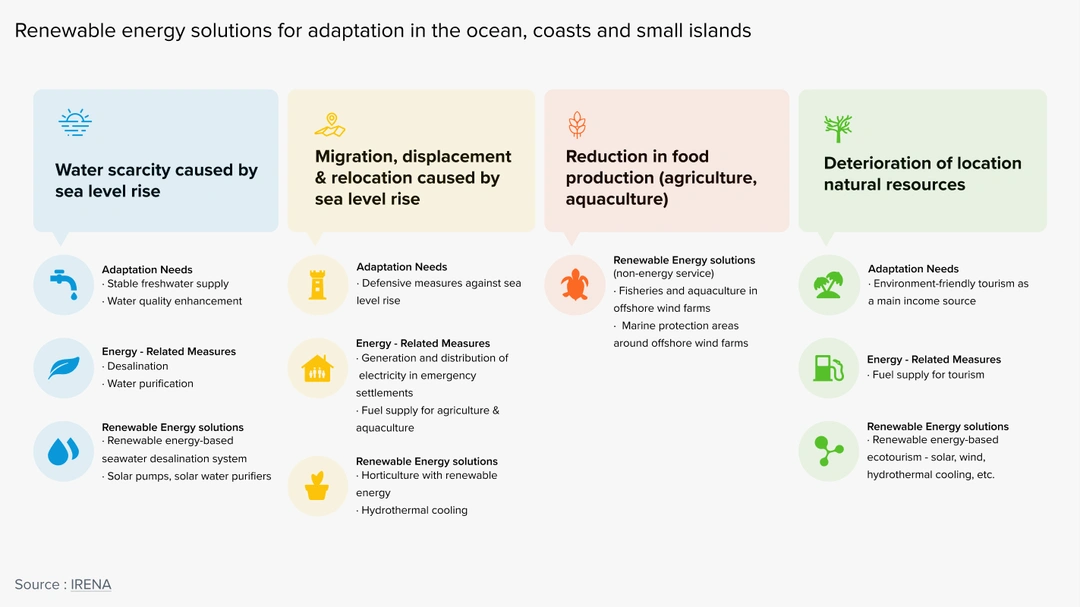 Renewable energy solutions for adaptation in the ocean, coasts and small islands
Water scarcity caused by
sea level rise
Adaptation Needs
· Stable freshwater supply
· Water quality enhancement
Energy - Related Measures
· Desalination
· Water purification
Renewable Energy solutions
· Renewable energy-based
seawater desalination system
· Solar pumps, solar water purifiers
Migration, displacement
& relocation caused by
sea level rise
Adaptation Needs
· Defensive measures against sea
level rise
Energy - Related Measures
· Generation and distribution of
electricity in emergency
settlements
· Fuel supply for agriculture &
aquaculture
Renewable Energy solutions
· Horticulture with renewable
energy
· Hydrothermal cooling
Reduction in food
production (agriculture,
aquaculture)
Renewable Energy solutions
(non-energy service)
· Fisheries and aquaculture in
offshore wind farms
· Marine protection areas
around offshore wind farms
Deterioration of location
natural resources
Adaptation Needs
· Environment-friendly tourism as
a main income source
Energy - Related Measures
· Fuel supply for tourism
Renewable Energy solutions
· Renewable energy-based
ecotourism - solar, wind,
hydrothermal cooling, etc.
Source : IRENA